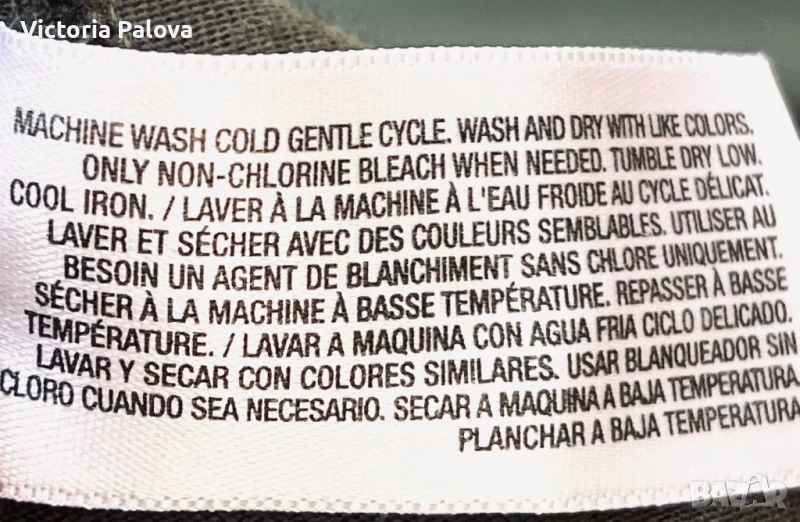 Victoria Palova
MACHINE WASH COLD GENTLE CYCLE. WASH AND DRY WITH LIKE COLORS.
ONLY NON-CHLORINE BLEACH WHEN NEEDED. TUMBLE DRY LOW.
COOL IRON. / LAVER À LA MACHINE À L'EAU FROIDE AU CYCLE DÉLICAT.
LAVER ET SÉCHER AVEC DES COULEURS SEMBLABLES. UTILISER AU
BESOIN UN AGENT DE BLANCHIMENT SANS CHLORE UNIQUEMENT.
SÉCHER À LA MACHINE À BASSE TEMPÉRATURE. REPASSER À BASSE
TEMPÉRATURE. / LAVAR A MAQUINA CON AGUA FRIA CICLO DELICADO.
LAVAR Y SECAR CON COLORES SIMILARES. USAR BLANQUEADOR SIN
CLORO CUANDO SEA NECESARIO. SECAR A MAQUINA A BAJA TEMPERATURA
PLANCHAR A BAJA TEMPERATURA
БАЗАР